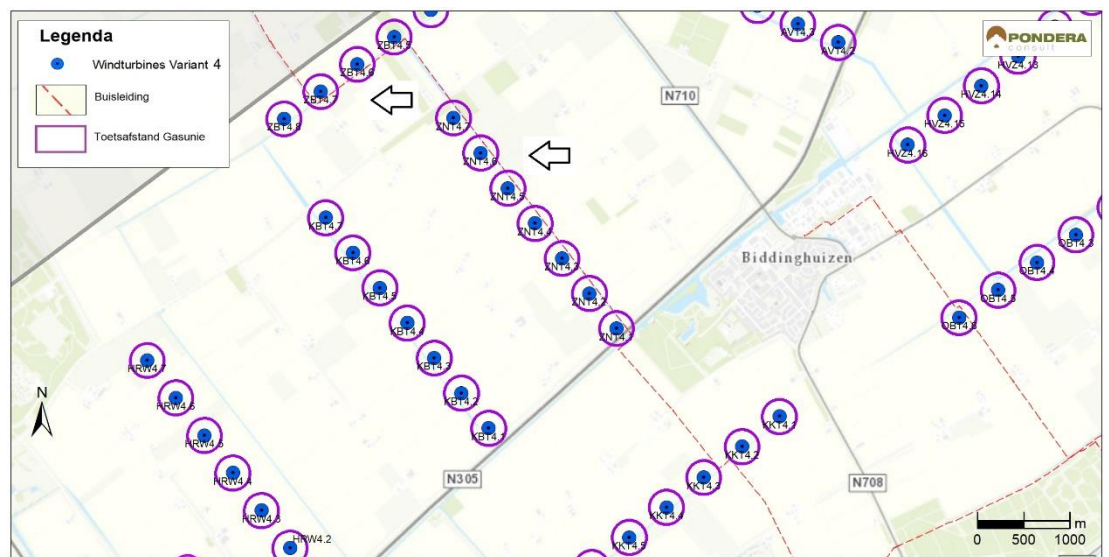 Legenda
Windturbines Variant 4
Buisleiding
Toetsafstand Gasunie
PONDERA
consult
ZBT4.5
ZBT4.6
ZBT4.7
ZBT4.8
AVT4.3
AVT4.2
HVZ4.13
HVZ4.14
HVZ4.15
HVZ4.16
N710
ZNT4.7
ZNT4.6
ZNT4.5
ZNT4.4
ZNT4.3
ZNT4.2
ZNT4.1
KBT4.7
KBT4.6
KBT4.5
KBT4.4
KBT4.3
KBT4.2
KBT4.1
Biddinghuizen
OBT4.3
OBT4.4
OBT4.5
OBT4.6
HRW4.7
HRW4.6
HRW4.5
HRW4.4
HRW4.3
HRW4.2
KKT4.1
KKT4.2
KKT4.3
KKT4.4
KKT4.5
N305
N708
N
0 500 1000 m